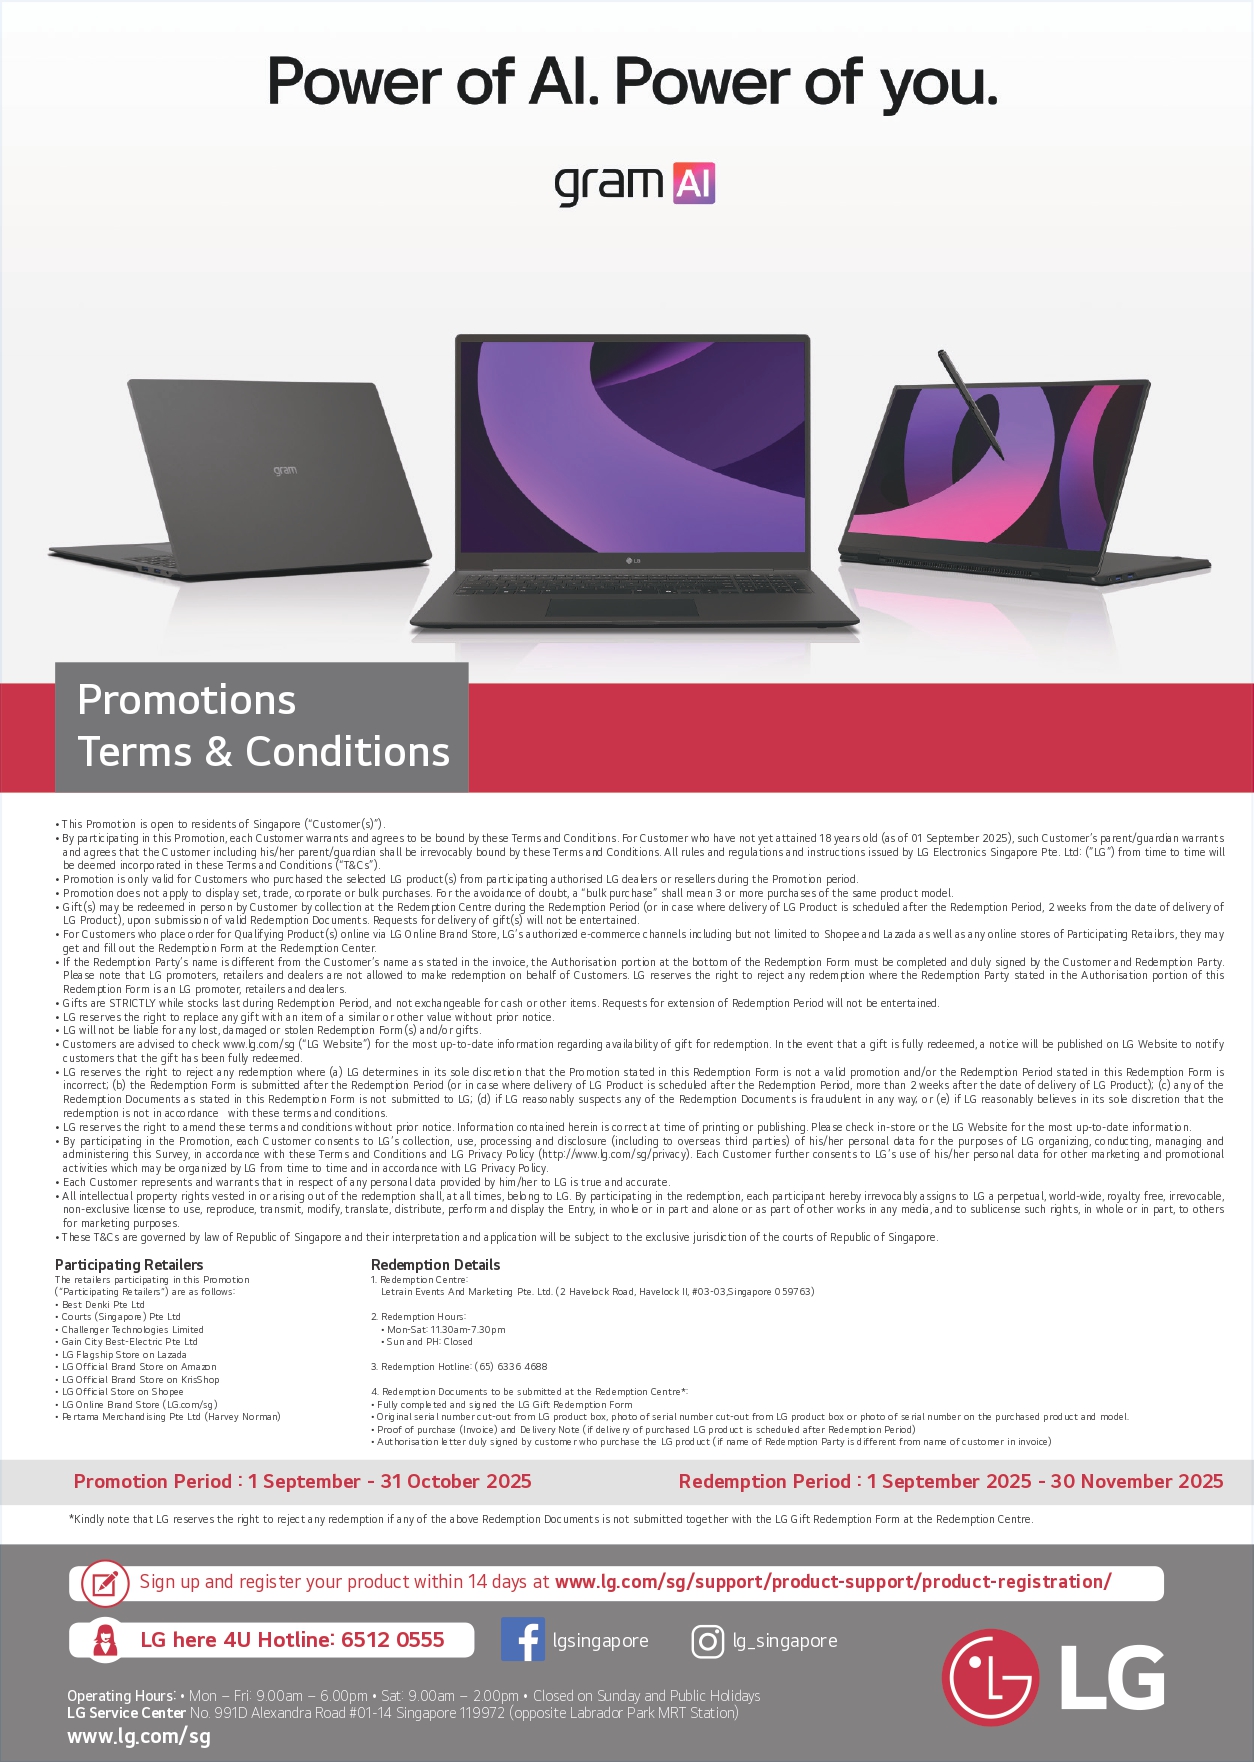 Power of AI. Power of you.
gram AI
gram
LG
Promotions
Terms & Conditions
• This Promotion is open to residents of Singapore (“Customer(s)”).
• By participating in this Promotion, each Customer warrants and agrees to be bound by these Terms and Conditions. For Customer who have not yet attained 18 years old (as of 01 September 2025), such Customer’s parent/guardian warrants
and agrees that the Customer including his/her parent/guardian shall be irrevocably bound by these Terms and Conditions. All rules and regulations and instructions issued by LG Electronics Singapore Pte. Ltd: (“LG”) from time to time will
be deemed incorporated in these Terms and Conditions (“T&Cs”).
• Promotion is only valid for Customers who purchased the selected LG product(s) from participating authorised LG dealers or resellers during the Promotion period.
• Promotion does not apply to display set, trade, corporate or bulk purchases. For the avoidance of doubt, a “bulk purchase” shall mean 3 or more purchases of the same product model.
• Gift(s) may be redeemed in person by Customer by collection at the Redemption Centre during the Redemption Period (or in case where delivery of LG Product is scheduled after the Redemption Period, 2 weeks from the date of delivery of
LG Product), upon submission of valid Redemption Documents. Requests for delivery of gift(s) will not be entertained.
• For Customers who place order for Qualifying Product(s) online via LG Online Brand Store, LG’s authorized e-commerce channels including but not limited to Shopee and Lazada as well as any online stores of Participating Retailers, they may
get and fill out the Redemption Form at the Redemption Center.
• If the Redemption Party’s name is different from the Customer’s name as stated in the invoice, the Authorisation portion at the bottom of the Redemption Form must be completed and duly signed by the Customer and Redemption Party.
Please note that LG promoters, retailers and dealers are not allowed to make redemption on behalf of Customers. LG reserves the right to reject any redemption where the Redemption Party stated in the Authorisation portion of this
Redemption Form is an LG promoter, retailers and dealers.
• Gifts are STRICTLY while stocks last during Redemption Period, and not exchangeable for cash or other items. Requests for extension of Redemption Period will not be entertained.
• LG reserves the right to replace any gift with an item of a similar or other value without prior notice.
• LG will not be liable for any lost, damaged or stolen Redemption Form(s) and/or gifts.
• Customers are advised to check www.lg.com/sg (“LG Website”) for the most up-to-date information regarding availability of gift for redemption. In the event that a gift is fully redeemed, a notice will be published on LG Website to notify
customers that the gift has been fully redeemed.
• LG reserves the right to reject any redemption where (a) LG determines in its sole discretion that the Promotion stated in this Redemption Form is not a valid promotion and/or the Redemption Period stated in this Redemption Form is
incorrect; (b) the Redemption Form is submitted after the Redemption Period (or in case where delivery of LG Product is scheduled after the Redemption Period, more than 2 weeks after the date of delivery of LG Product); (c) any of the
Redemption Documents as stated in this Redemption Form is not submitted to LG; (d) if LG reasonably suspects any of the Redemption Documents is fraudulent in any way; or (e) if LG reasonably believes in its sole discretion that the
redemption is not in accordance with these terms and conditions.
• LG reserves the right to amend these terms and conditions without prior notice. Information contained herein is correct at time of printing or publishing. Please check in-store or the LG Website for the most up-to-date information.
• By participating in the Promotion, each Customer consents to LG’s collection, use, processing and disclosure (including to overseas third parties) of his/her personal data for the purposes of LG organizing, conducting, managing and
administering this Survey, in accordance with these Terms and Conditions and LG Privacy Policy (http://www.lg.com/sg/privacy). Each Customer further consents to LG’s use of his/her personal data for other marketing and promotional
activities which may be organized by LG from time to time and in accordance with LG Privacy Policy.
• Each Customer represents and warrants that in respect of any personal data provided by him/her to LG is true and accurate.
• All intellectual property rights vested in or arising out of the redemption shall, at all times, belong to LG. By participating in the redemption, each participant hereby irrevocably assigns to LG a perpetual, world-wide, royalty free, irrevocable,
non-exclusive license to use, reproduce, transmit, modify, translate, distribute, perform and display the Entry, in whole or in part and alone or as part of other works in any media, and to sublicense such rights, in whole or in part, to others
for marketing purposes.
• These T&Cs are governed by law of Republic of Singapore and their interpretation and application will be subject to the exclusive jurisdiction of the courts of Republic of Singapore.
Participating Retailers
The retailers participating in this Promotion
(“Participating Retailers”) are as follows:
• Best Denki Pte Ltd
• Courts (Singapore) Pte Ltd
• Challenger Technologies Limited
• Gain City Best-Electric Pte Ltd
• LG Flagship Store on Lazada
• LG Official Brand Store on Amazon
• LG Official Brand Store on KrisShop
• LG Official Store on Shopee
• LG Online Brand Store (LG.com/sg)
• Pertama Merchandising Pte Ltd (Harvey Norman)
Redemption Details
1. Redemption Centre:
Letrain Events And Marketing Pte. Ltd. (2 Havelock Road, Havelock II, #03-03,Singapore 059763)
2. Redemption Hours:
• Mon-Sat: 11.30am-7.30pm
• Sun and PH: Closed
3. Redemption Hotline: (65) 6336 4688
4. Redemption Documents to be submitted at the Redemption Centre*:
• Fully completed and signed the LG Gift Redemption Form
• Original serial number cut-out from LG product box, photo of serial number cut-out from LG product box or photo of serial number on the purchased product and model.
• Proof of purchase (Invoice) and Delivery Note (if delivery of purchased LG product is scheduled after Redemption Period)
• Authorisation letter duly signed by customer who purchase the LG product (if name of Redemption Party is different from name of customer in invoice)
Promotion Period : 1 September - 31 October 2025
Redemption Period : 1 September 2025 - 30 November 2025
*Kindly note that LG reserves the right to reject any redemption if any of the above Redemption Documents is not submitted together with the LG Gift Redemption Form at the Redemption Centre.
Sign up and register your product within 14 days at www.lg.com/sg/support/product-support/product-registration/
LG here 4U Hotline: 6512 0555
lgsingapore
lg_singapore
LG
Operating Hours: • Mon – Fri: 9.00am – 6.00pm • Sat: 9.00am – 2.00pm • Closed on Sunday and Public Holidays
LG Service Center No. 991D Alexandra Road #01-14 Singapore 119972 (opposite Labrador Park MRT Station)
www.lg.com/sg